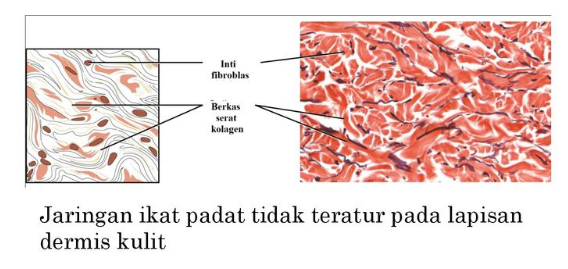 Inti
fibroblas
Berkas
serat
kolagen
Jaringan ikat padat tidak teratur pada lapisan
dermis kulit